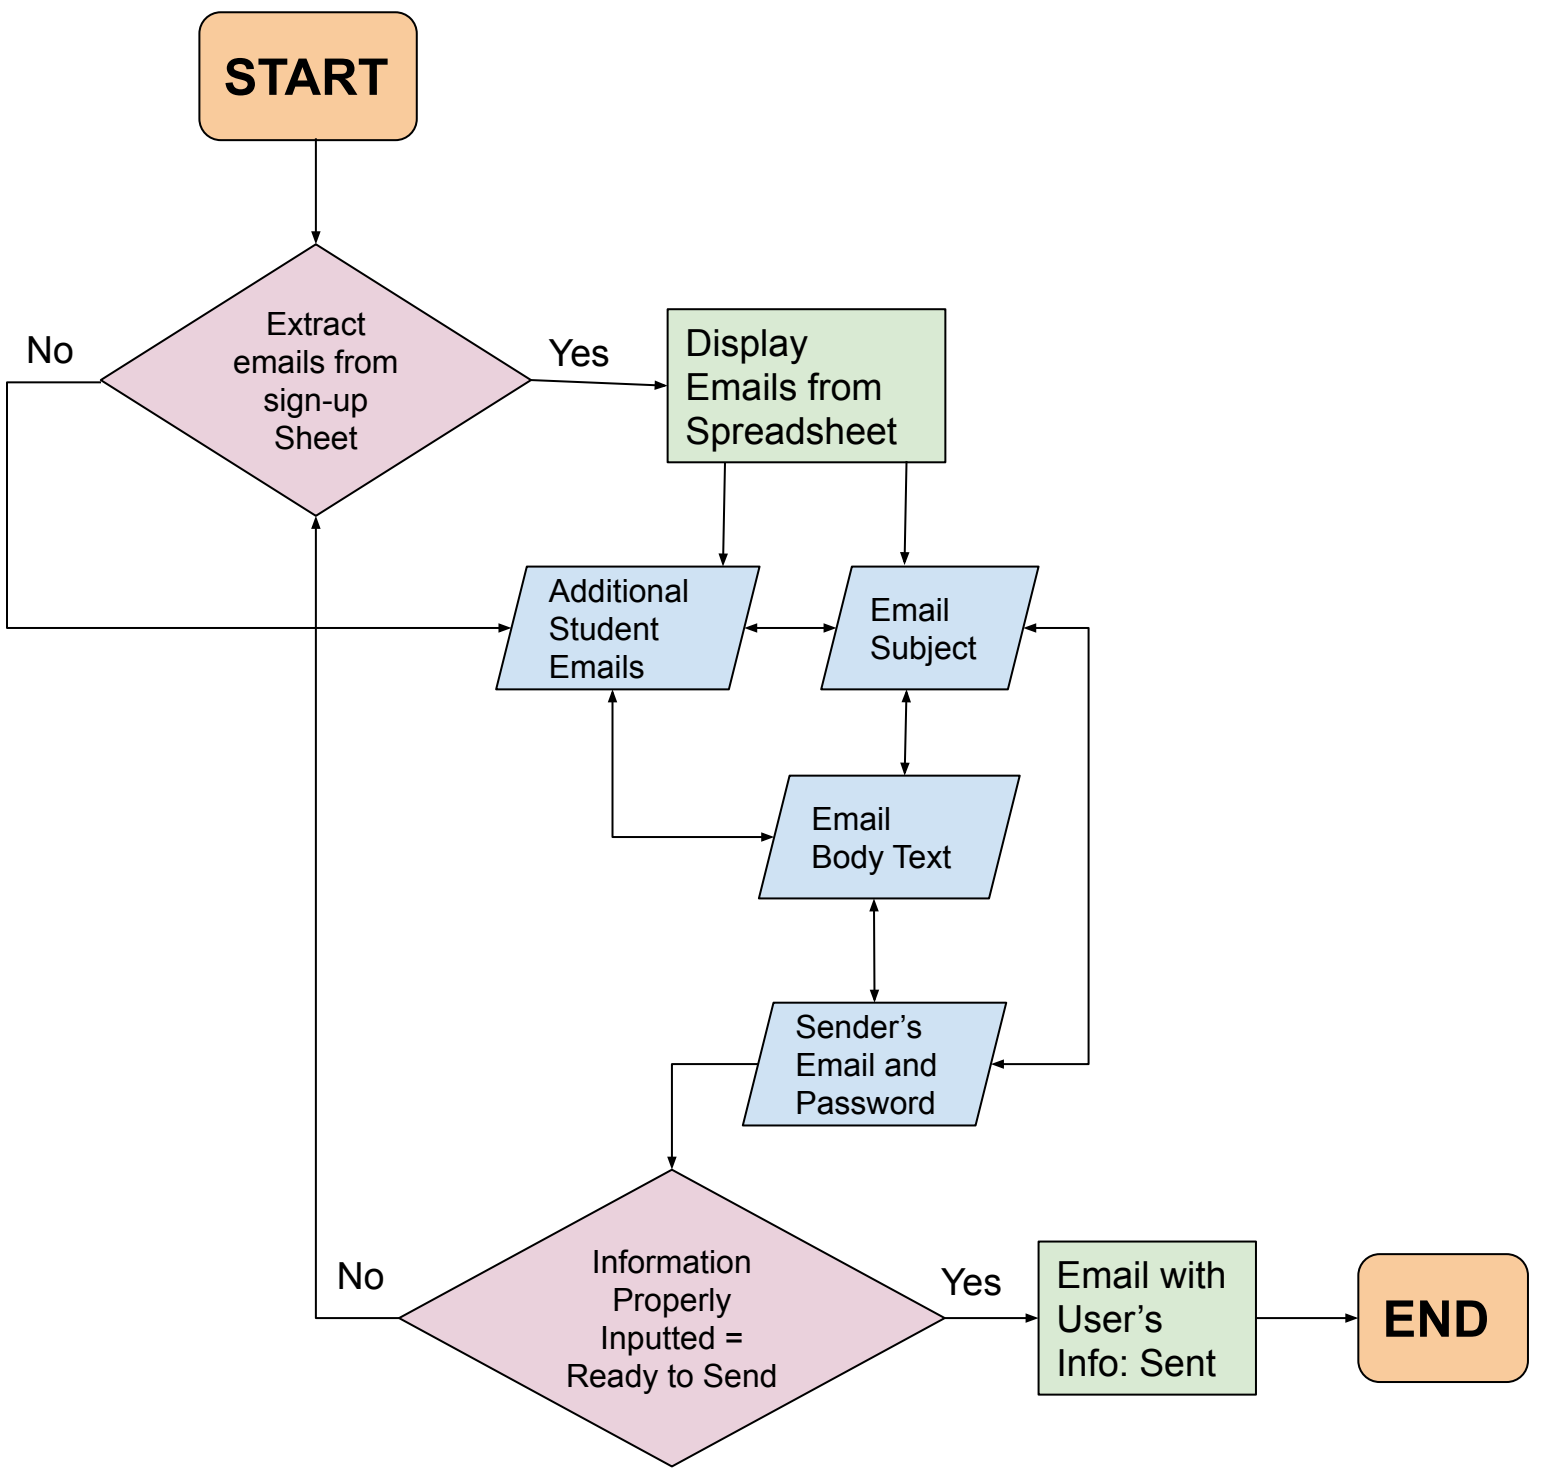 START
Extract
emails from
sign-up
Sheet
No
Yes
Display
Emails from
Spreadsheet
Additional
Student
Emails
Email
Subject
Email
Body Text
Sender’s
Email and
Password
Information
Properly
Inputted =
Ready to Send
No
Yes
Email with
User’s
Info: Sent
END